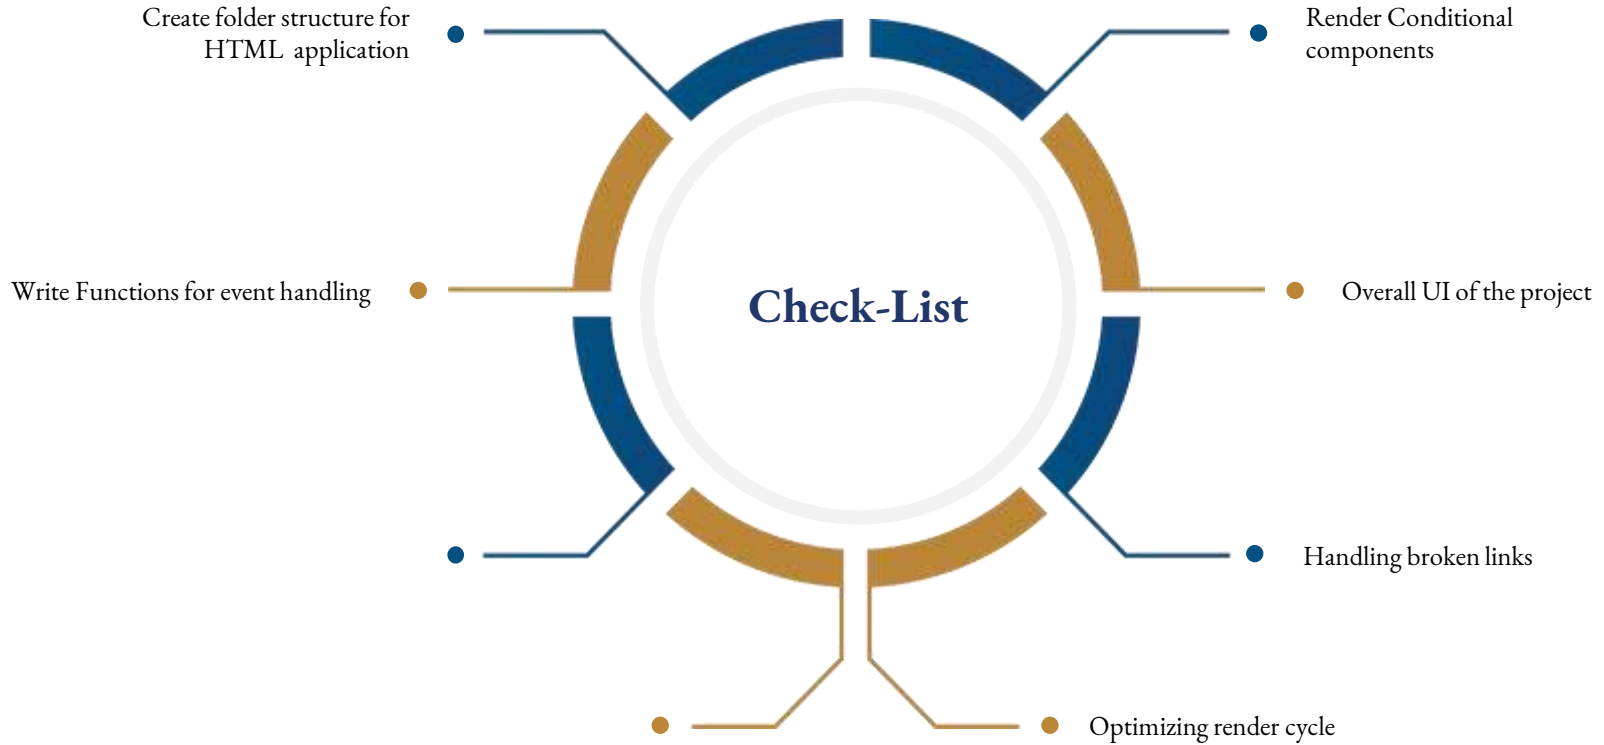 Create folder structure for
HTML  application
Render Conditional
components
Write Functions for event handling
Check-List
Overall UI of the project
Handling broken links
Optimizing render cycle